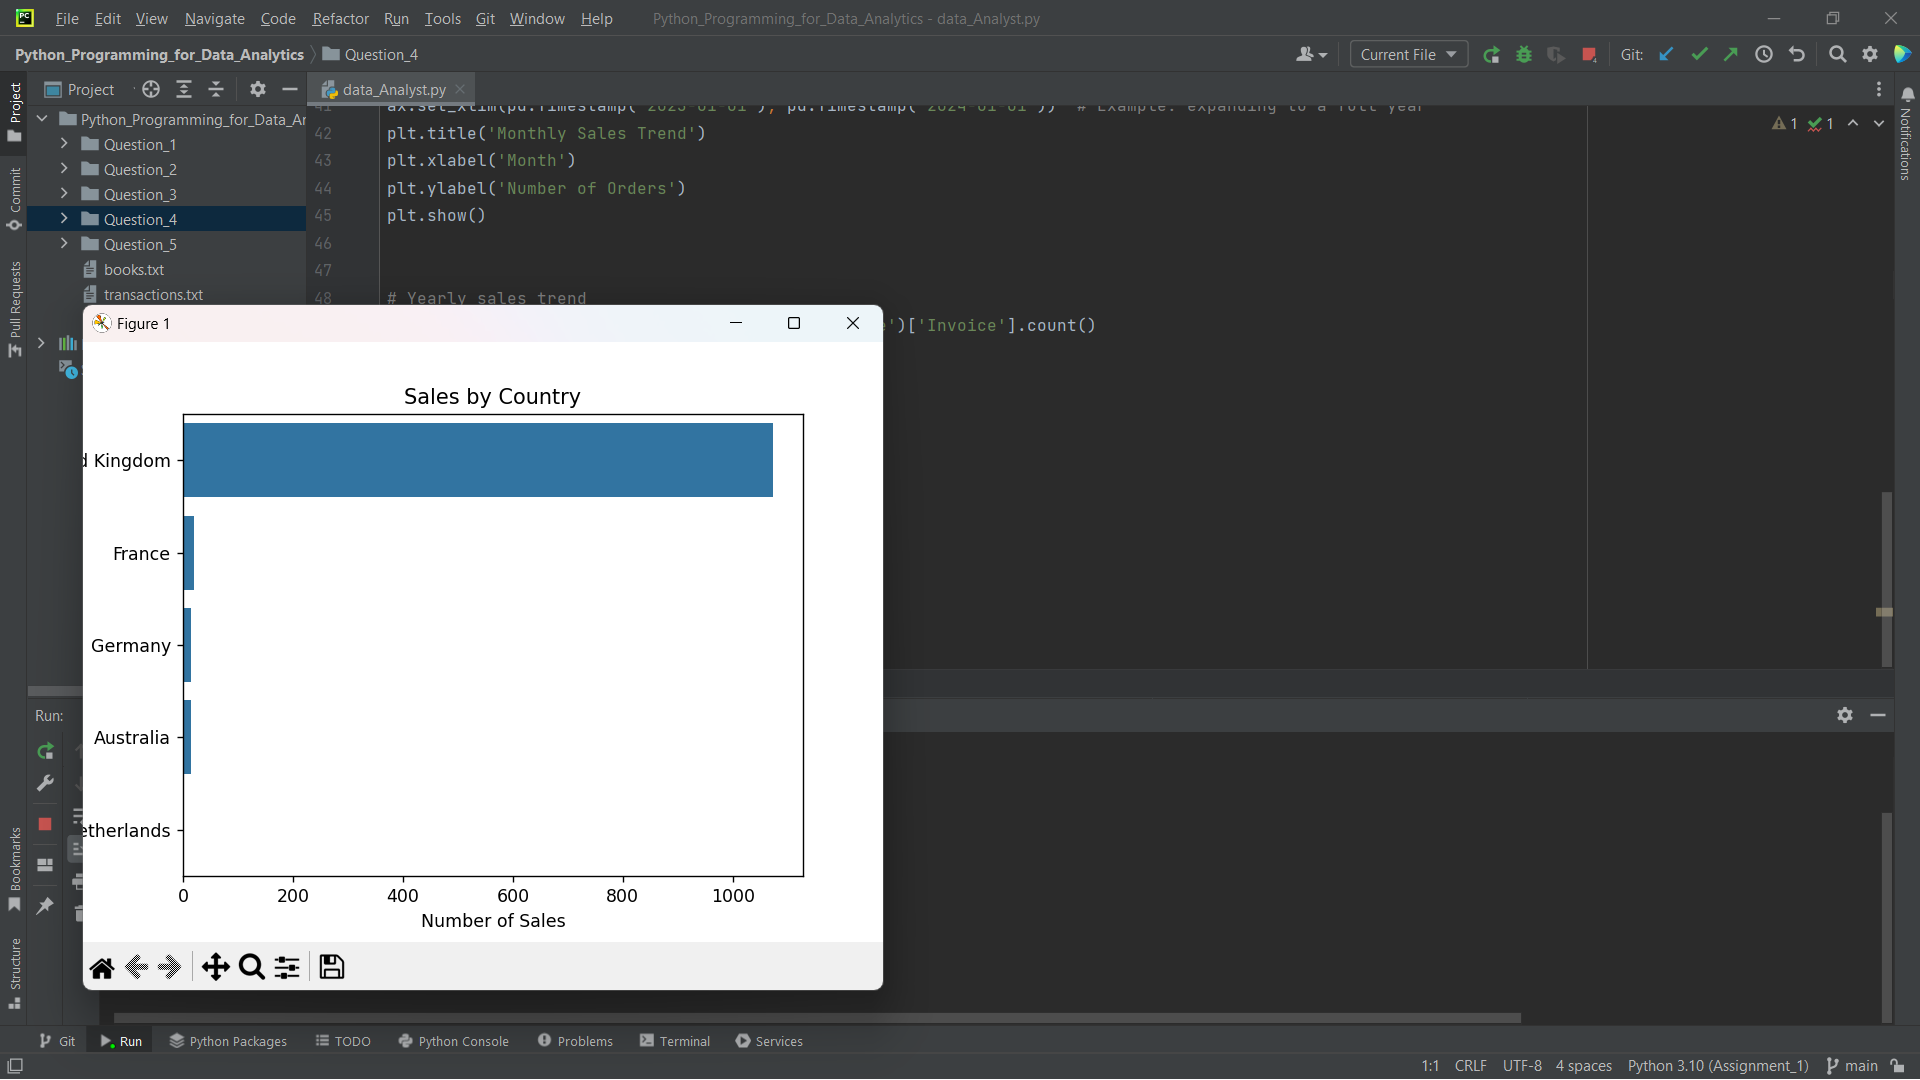 File Edit View Navigate Code Refactor Run Tools Git Window Help Python_Programming_for_Data_Analytics - data_Analyst.py
Python_Programming_for_Data_Analytics Question_4 Current File Git:
Project data_Analyst.py
Python_Programming_for_Data_Ar
Question_1
Question_2
Question_3
Question_4
Question_5
books.txt
transactions.txt
Project
Commit
Pull Requests
Bookmarks
Structure
Notifications
41 ax.set_xlim(pd.Timestamp('2023-01-01'), pd.Timestamp('2024-01-01')) # Example: expanding to a full year
42 plt.title('Monthly Sales Trend')
43 plt.xlabel('Month')
44 plt.ylabel('Number of Orders')
45 plt.show()
46
47
48 # Yearly sales trend
')['Invoice'].count()
1 1
Figure 1
Sales by Country
d Kingdom
France
Germany
Australia
etherlands
0 200 400 600 800 1000
Number of Sales
Run:
Git Run Python Packages TODO Python Console Problems Terminal Services
1:1 CRLF UTF-8 4 spaces Python 3.10 (Assignment_1) main